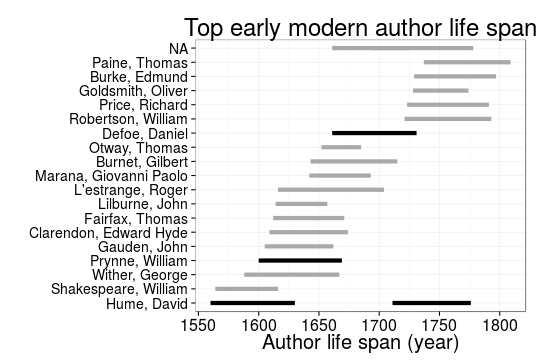 Top early modern author life span
NA
Paine, Thomas
Burke, Edmund
Goldsmith, Oliver
Price, Richard
Robertson, William
Defoe, Daniel
Otway, Thomas
Burnet, Gilbert
Marana, Giovanni Paolo
L'estrange, Roger
Lilburne, John
Fairfax, Thomas
Clarendon, Edward Hyde
Gauden, John
Prynne, William
Wither, George
Shakespeare, William
Hume, David
1550 1600 1650 1700 1750 1800
Author life span (year)